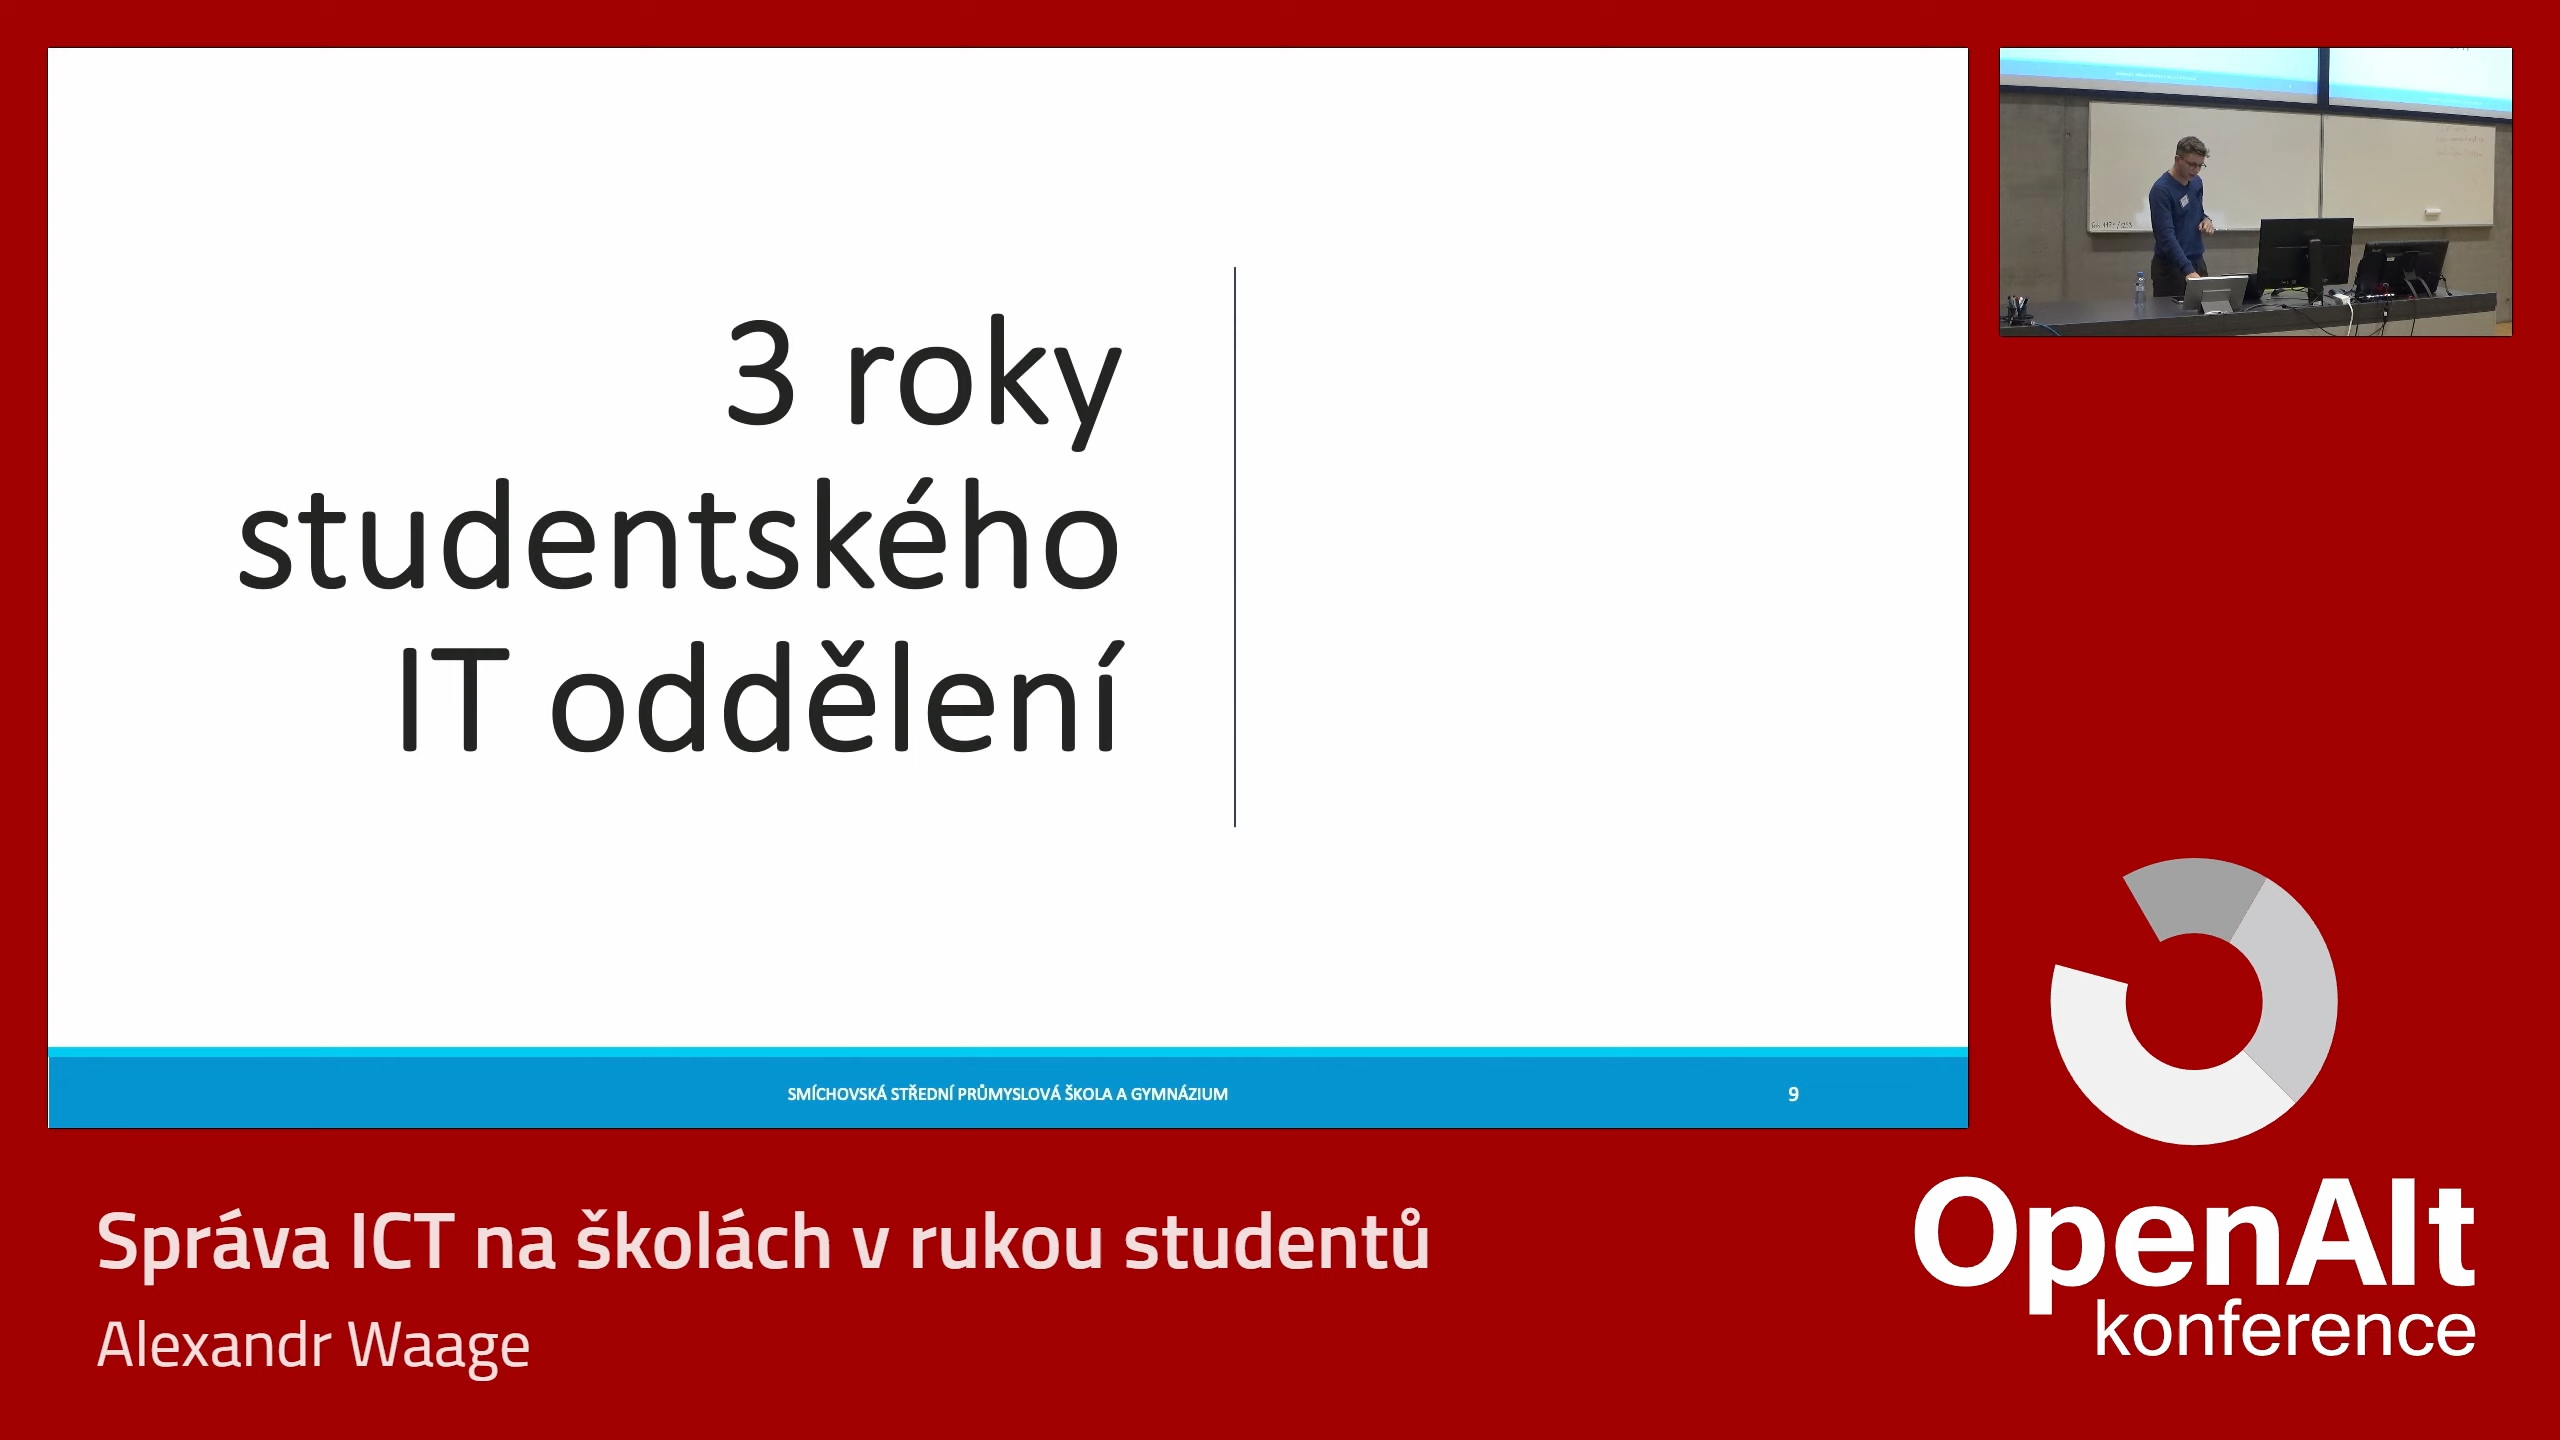 3 roky
studentského
IT oddělení
SMÍCHOVSKÁ STŘEDNÍ PRŮMYSLOVÁ ŠKOLA A GYMNÁZIUM
9
Správa ICT na školách v rukou studentů
Alexandr Waage
OpenAlt
konference